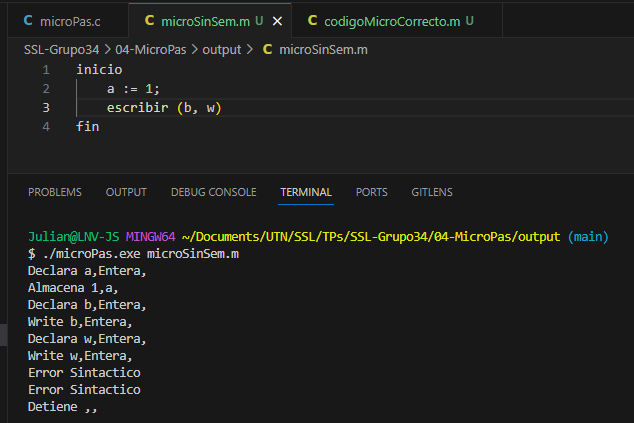 microPas.c
microSinSem.m U
codigoMicroCorrecto.m U
SSL-Grupo34 > 04-MicroPas > output > microSinSem.m
1 inicio
2 a := 1;
3 escribir (b, w)
4 fin
PROBLEMS OUTPUT DEBUG CONSOLE TERMINAL PORTS GITLENS
Julian@LNV-JS MINGW64 ~/Documents/UTN/SSL/TPs/SSL-Grupo34/04-MicroPas/output (main)
$ ./microPas.exe microSinSem.m
Declara a,Entera,
Almacena 1,a,
Declara b,Entera,
Write b,Entera,
Declara w,Entera,
Write w,Entera,
Error Sintactico
Error Sintactico
Detiene ,,